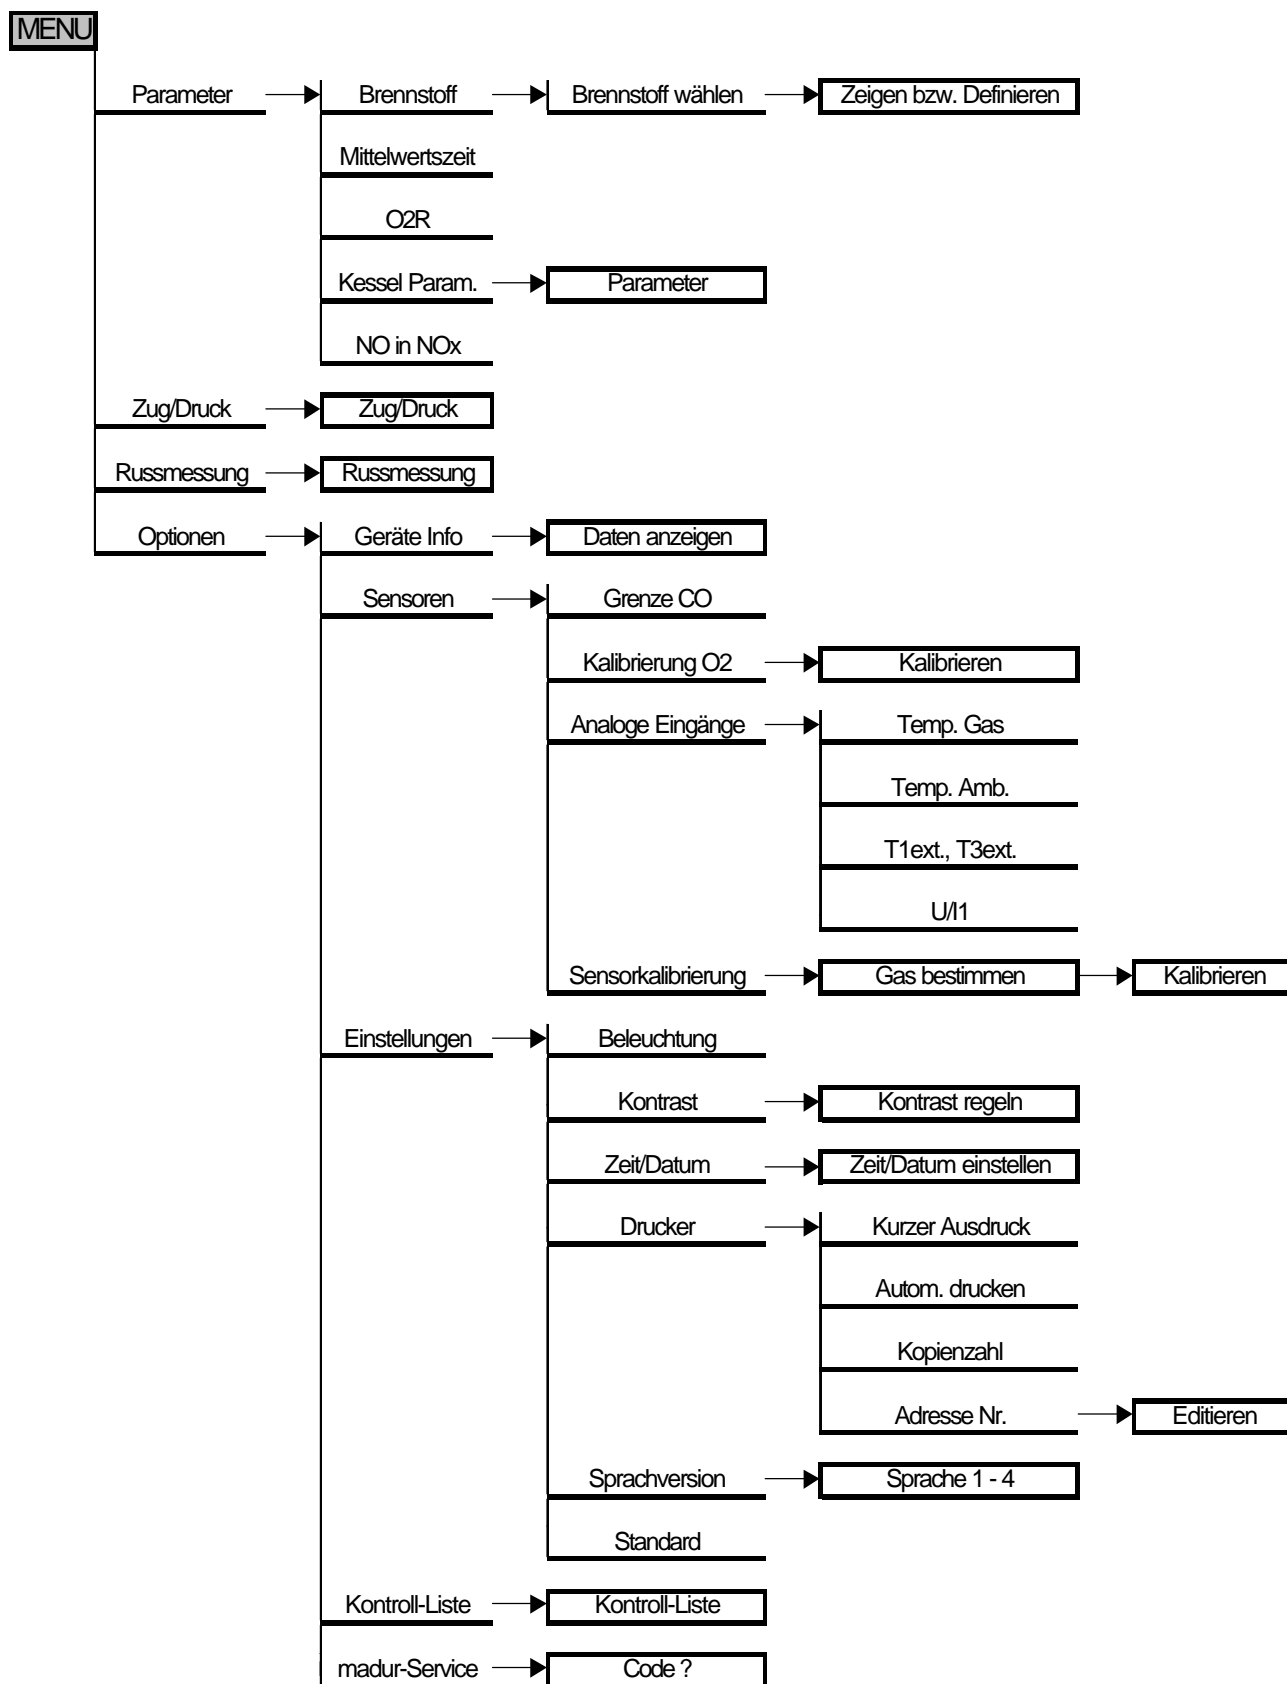 MENU
Parameter Brennstoff Brennstoff wählen Zeigen bzw. Definieren
Mittelwertszeit
O2R
Kessel Param. Parameter
NO in NOx
Zug/Druck Zug/Druck
Russmessung Russmessung
Optionen Geräte Info Daten anzeigen
Sensoren Grenze CO
Kalibrierung O2 Kalibrieren
Analoge Eingänge Temp. Gas
Temp. Amb.
T1ext., T3ext.
U/I1
Sensorkalibrierung Gas bestimmen Kalibrieren
Einstellungen Beleuchtung
Kontrast Kontrast regeln
Zeit/Datum Zeit/Datum einstellen
Drucker Kurzer Ausdruck
Autom. drucken
Kopienzahl
Adresse Nr. Editieren
Sprachversion Sprache 1 - 4
Standard
Kontroll-Liste Kontroll-Liste
madur-Service Code ?